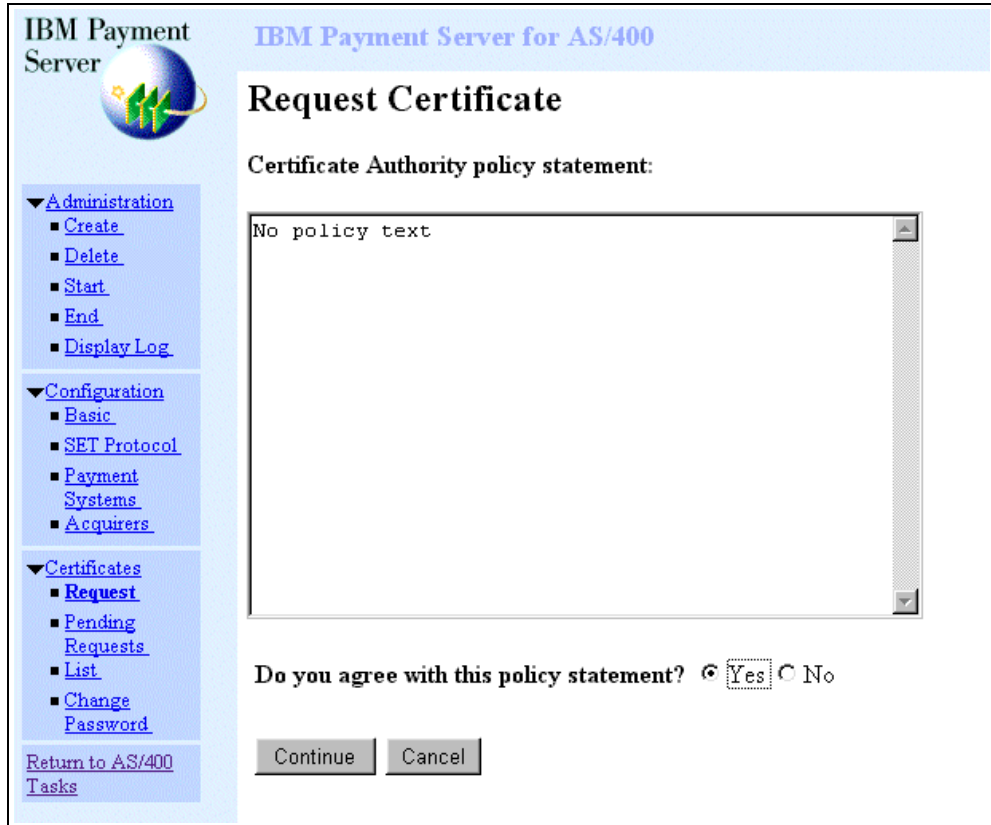 IBM Payment
Server
IBM Payment Server for AS/400
Request Certificate
Certificate Authority policy statement:
No policy text
Administration
Create
Delete
Start
End
Display Log
Configuration
Basic
SET Protocol
Payment
Systems
Acquirers
Certificates
Request
Pending
Requests
List
Change
Password
Return to AS/400
Tasks
Do you agree with this policy statement? Yes No
Continue Cancel